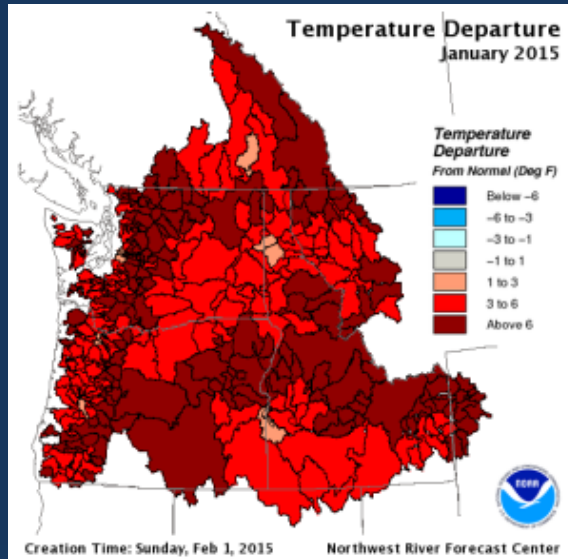 Temperature Departure
January 2015
Temperature
Departure
From Normal (Deg F)
Below -6
-6 to -3
-3 to -1
-1 to 1
1 to 3
3 to 6
Above 6
NOAA
Creation Time: Sunday, Feb 1, 2015
Northwest River Forecast Center